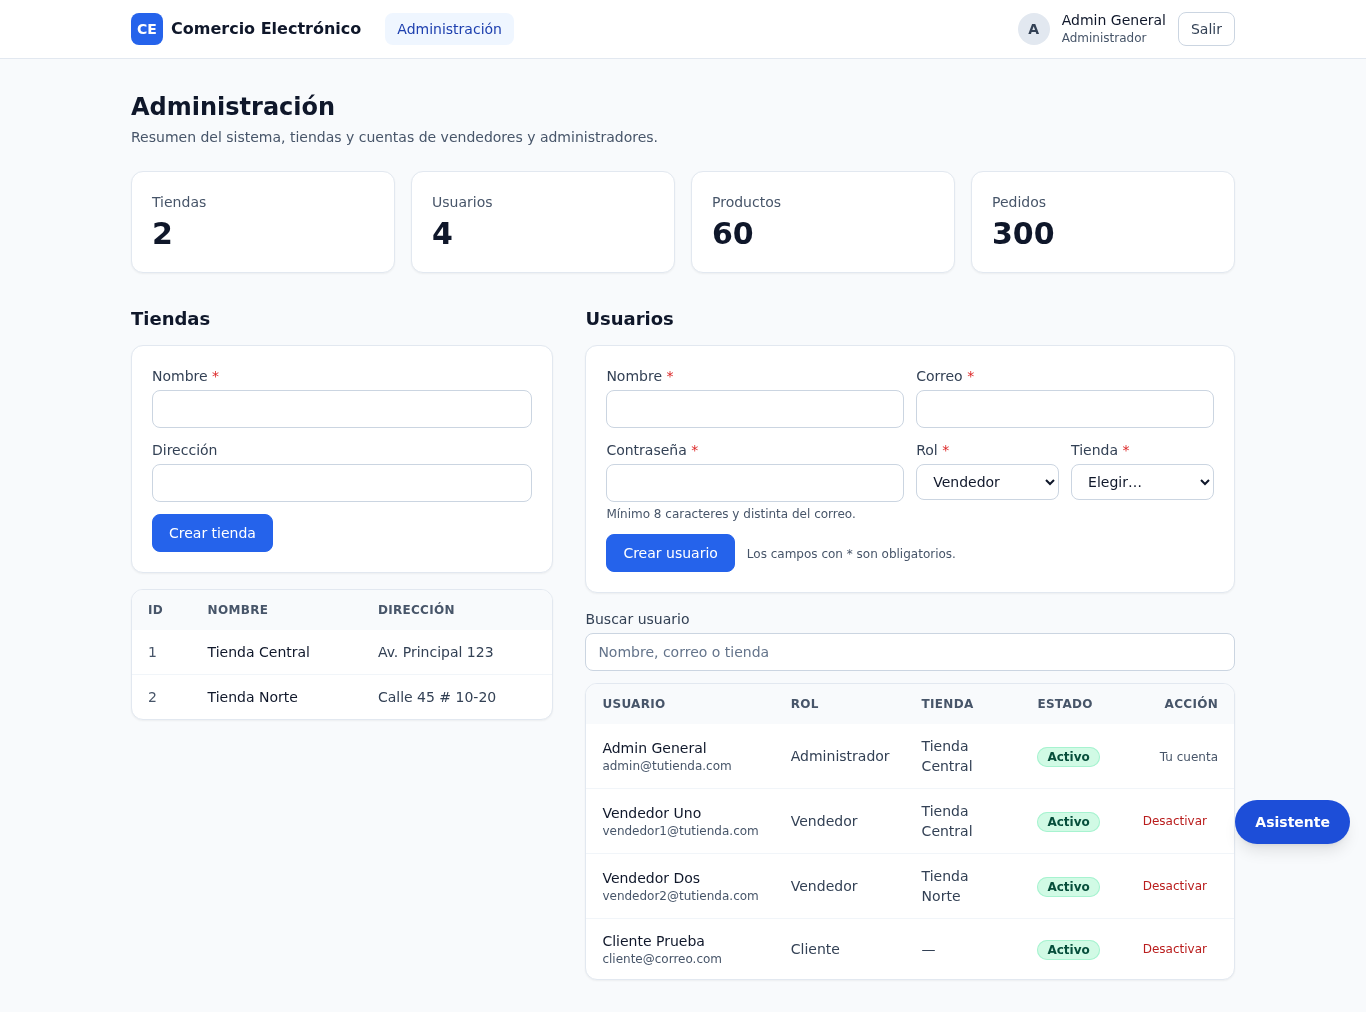 CE Comercio Electrónico Administración A Admin General Salir
Administrador
Administración
Resumen del sistema, tiendas y cuentas de vendedores y administradores.
Tiendas Usuarios Productos Pedidos
2 4 60 300
Tiendas
Nombre *
Dirección
Crear tienda
ID NOMBRE DIRECCIÓN
1 Tienda Central Av. Principal 123
2 Tienda Norte Calle 45 # 10-20
Usuarios
Nombre * Correo *
Contraseña * Rol * Tienda *
Vendedor Elegir...
Mínimo 8 caracteres y distinta del correo.
Crear usuario Los campos con * son obligatorios.
Buscar usuario
Nombre, correo o tienda
USUARIO ROL TIENDA ESTADO ACCIÓN
Admin General
admin@tutienda.com Administrador Tienda Central Activo Tu cuenta
Vendedor Uno
vendedor1@tutienda.com Vendedor Tienda Central Activo Desactivar
Vendedor Dos
vendedor2@tutienda.com Vendedor Tienda Norte Activo Desactivar
Cliente Prueba
cliente@correo.com Cliente — Activo Desactivar
Asistente